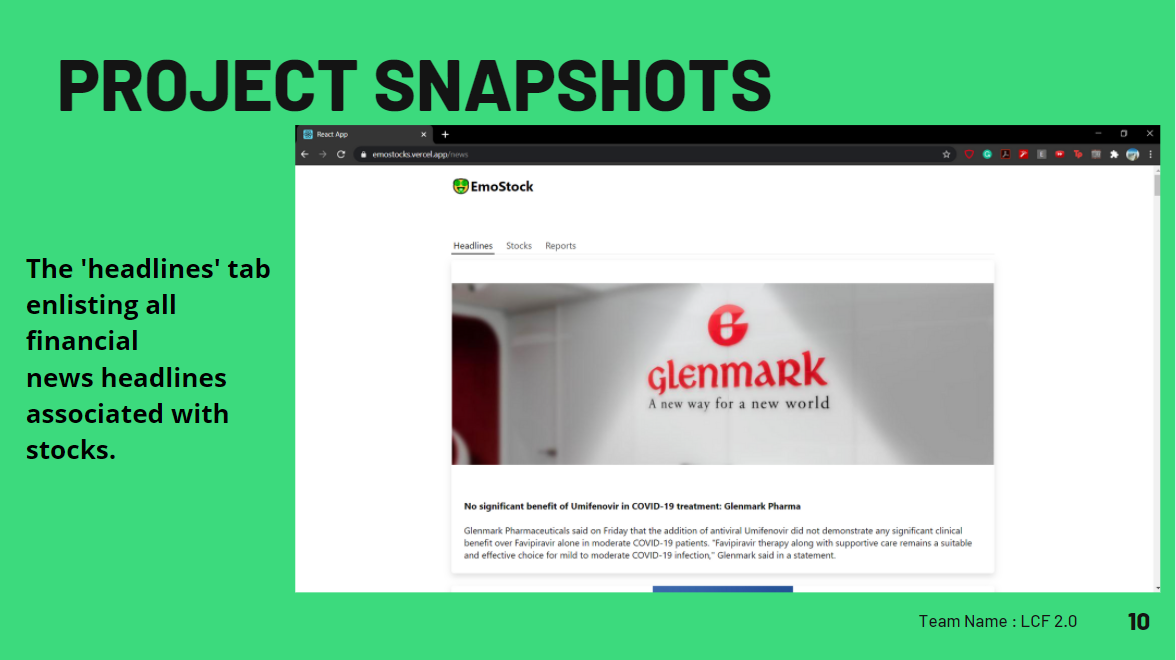 PROJECT SNAPSHOTS
The 'headlines' tab
enlisting all
financial
news headlines
associated with
stocks.
React App
emostocks.vercel.app/news
EmoStock
Headlines Stocks Reports
glenmark
A new way for a new world
No significant benefit of Umifenovir in COVID-19 treatment: Glenmark Pharma
Glenmark Pharmaceuticals said on Friday that the addition of antiviral Umifenovir did not demonstrate any significant clinical
benefit over Favipiravir alone in moderate COVID-19 patients. "Favipiravir therapy along with supportive care remains a suitable
and effective choice for mild to moderate COVID-19 infection," Glenmark said in a statement.
Team Name : LCF 2.0
10